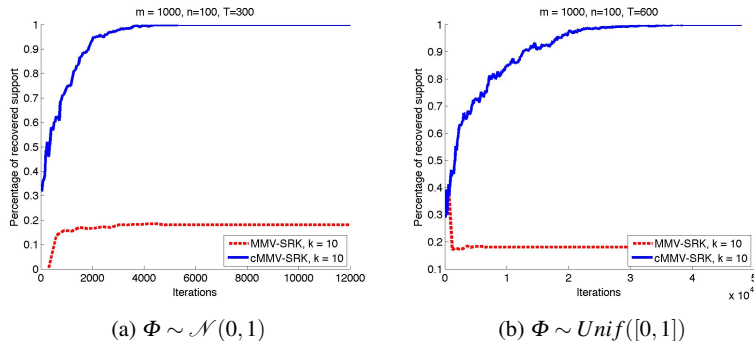 m = 1000, n=100, T=300
Percentage of recovered support
1
0.9
0.8
0.7
0.6
0.5
0.4
0.3
0.2
0.1
0
0 2000 4000 6000 8000 10000 12000
Iterations
MMV-SRK, k = 10
cMMV-SRK, k = 10
(a) Φ ∼ 𝒩(0,1)
m = 1000, n=100, T=600
Percentage of recovered support
1
0.9
0.8
0.7
0.6
0.5
0.4
0.3
0.2
0.1
0 1 2 3 4 5
x 10^4
Iterations
MMV-SRK, k = 10
cMMV-SRK, k = 10
(b) Φ ∼ Unif([0,1])